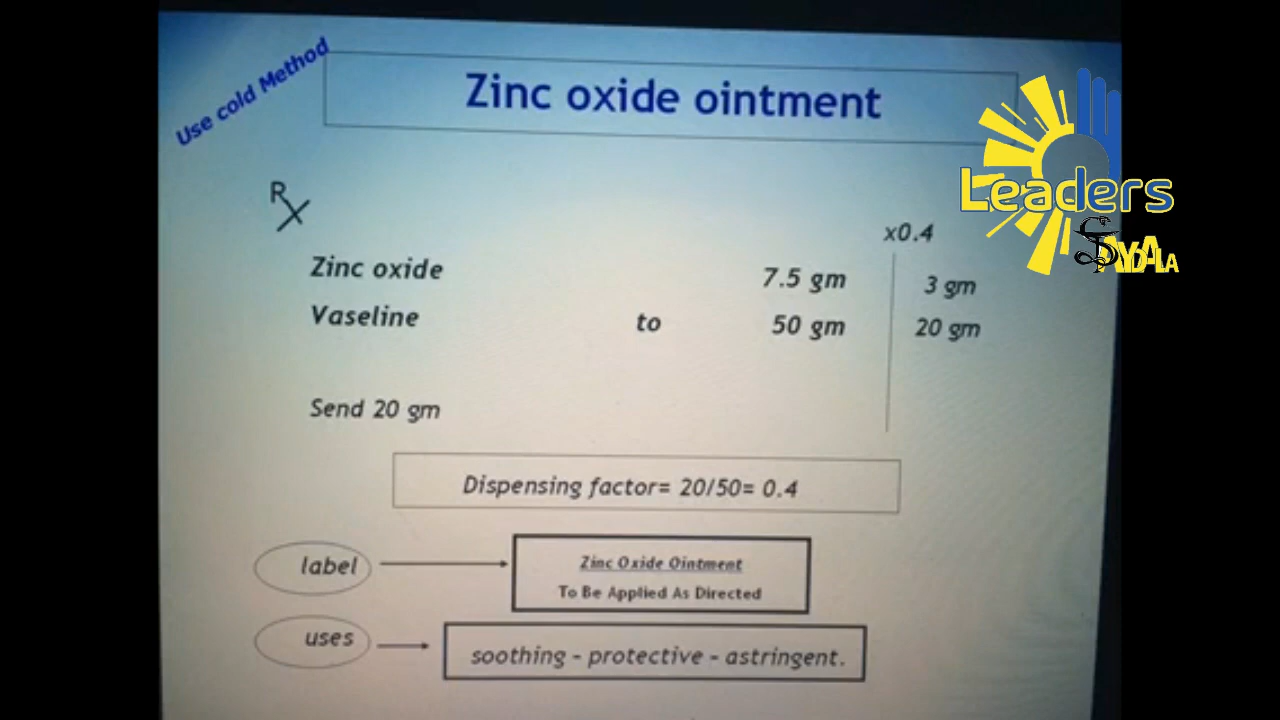 Use cold Method
Zinc oxide ointment
Leaders
SAYDALA
Rx
x0.4
Zinc oxide 7.5 gm 3 gm
Vaseline to 50 gm 20 gm
Send 20 gm
Dispensing factor= 20/50= 0.4
label
Zinc Oxide Ointment
To Be Applied As Directed
uses
soothing - protective - astringent.